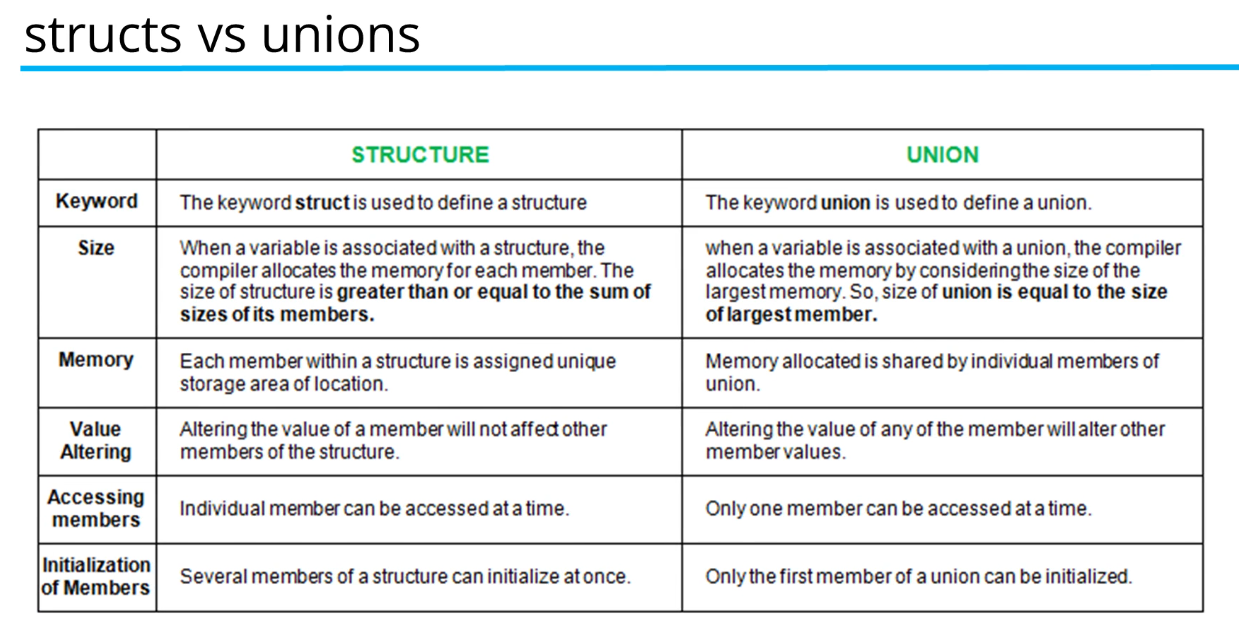 structs vs unions
STRUCTURE
UNION
Keyword
The keyword struct is used to define a structure
The keyword union is used to define a union.
Size
When a variable is associated with a structure, the
compiler allocates the memory for each member. The
size of structure is greater than or equal to the sum of
sizes of its members.
when a variable is associated with a union, the compiler
allocates the memory by considering the size of the
largest memory. So, size of union is equal to the size
of largest member.
Memory
Each member within a structure is assigned unique
storage area of location.
Memory allocated is shared by individual members of
union.
Value
Altering
Altering the value of a member will not affect other
members of the structure.
Altering the value of any of the member will alter other
member values.
Accessing
members
Individual member can be accessed at a time.
Only one member can be accessed at a time.
Initialization
of Members
Several members of a structure can initialize at once.
Only the first member of a union can be initialized.